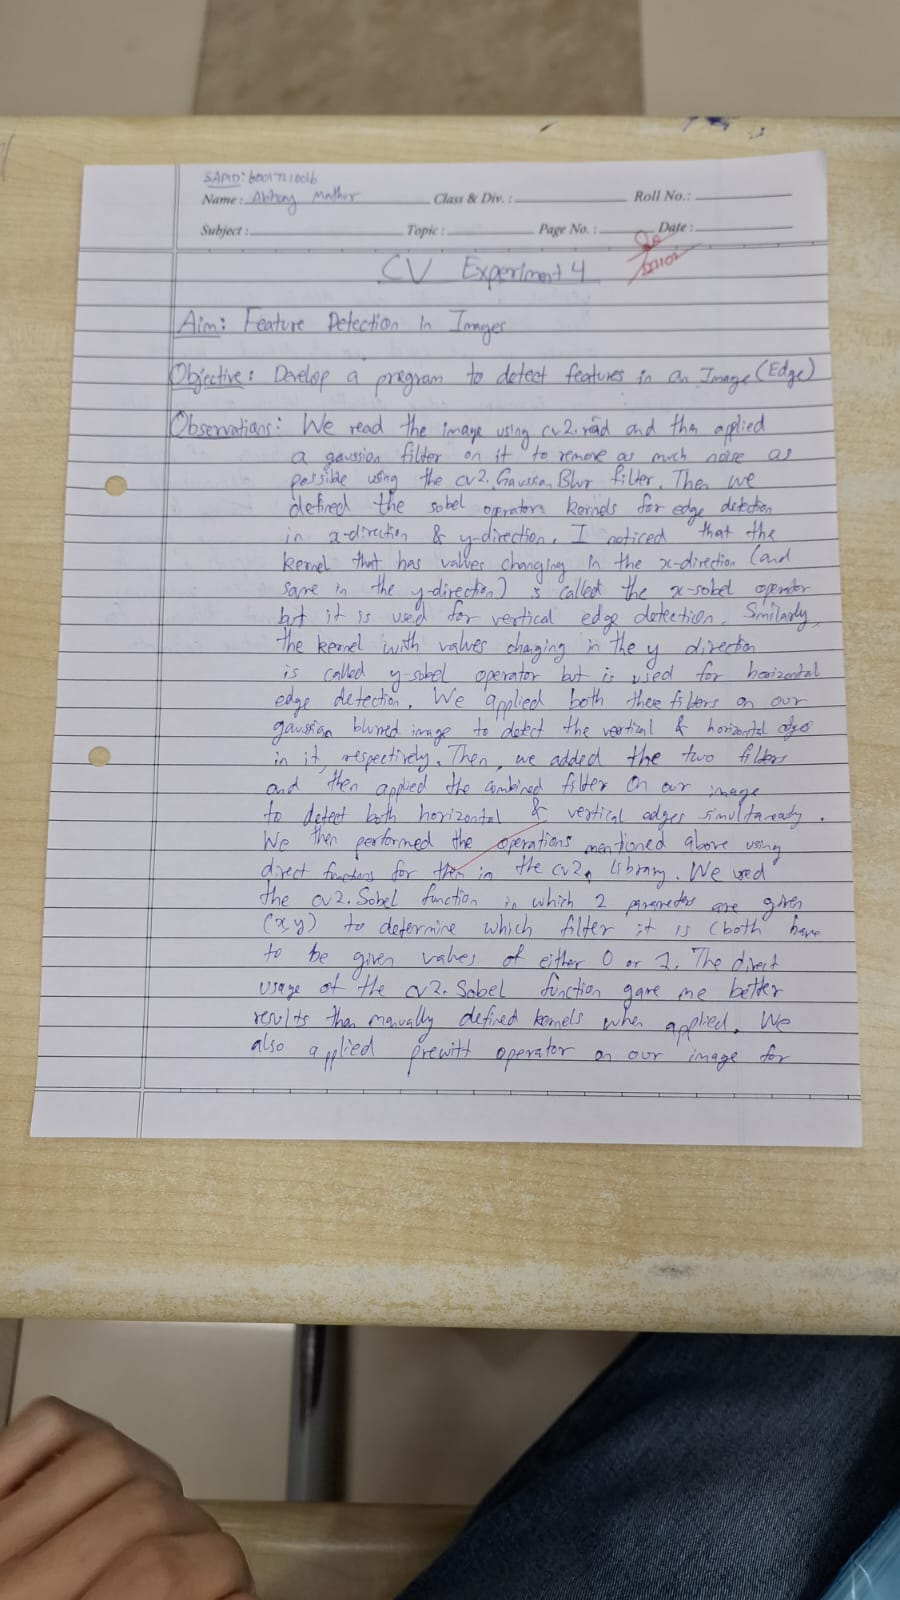 SAPID: 60017210016
Name: Abhang Mathur Class & Div.: Roll No.:
Subject: Topic: Page No.: Date:
CV Experiment 4
Aim: Feature Detection in Images
Objective: Develop a program to detect features in an Image (Edge)
Observations: We read the image using cv2.read and then applied
a gaussian filter on it to remove as much noise as
possible using the cv2.Gaussian Blur filter. Then we
defined the sobel operators kernels for edge detection
in x-direction & y-direction. I noticed that the
kernel that has values changing in the x-direction (and
same in the y-direction) is called the x-sobel operator
but it is used for vertical edge detection. Similarly,
the kernel with values changing in the y direction
is called y-sobel operator but is used for horizontal
edge detection. We applied both these filters on our
gaussian blurred image to detect the vertical & horizontal edges
in it, respectively. Then, we added the two filters
and then applied the combined filter on our image
to detect both horizontal & vertical edges simultaneously.
We then performed the operations mentioned above using
direct functions for them in the cv2 library. We used
the cv2.Sobel function in which 2 parameters are given
(x,y) to determine which filter it is (both have
to be given values of either 0 or 1. The direct
usage of the cv2.Sobel function gave me better
results than manually defined kernels when applied. We
also applied prewitt operator on our image for